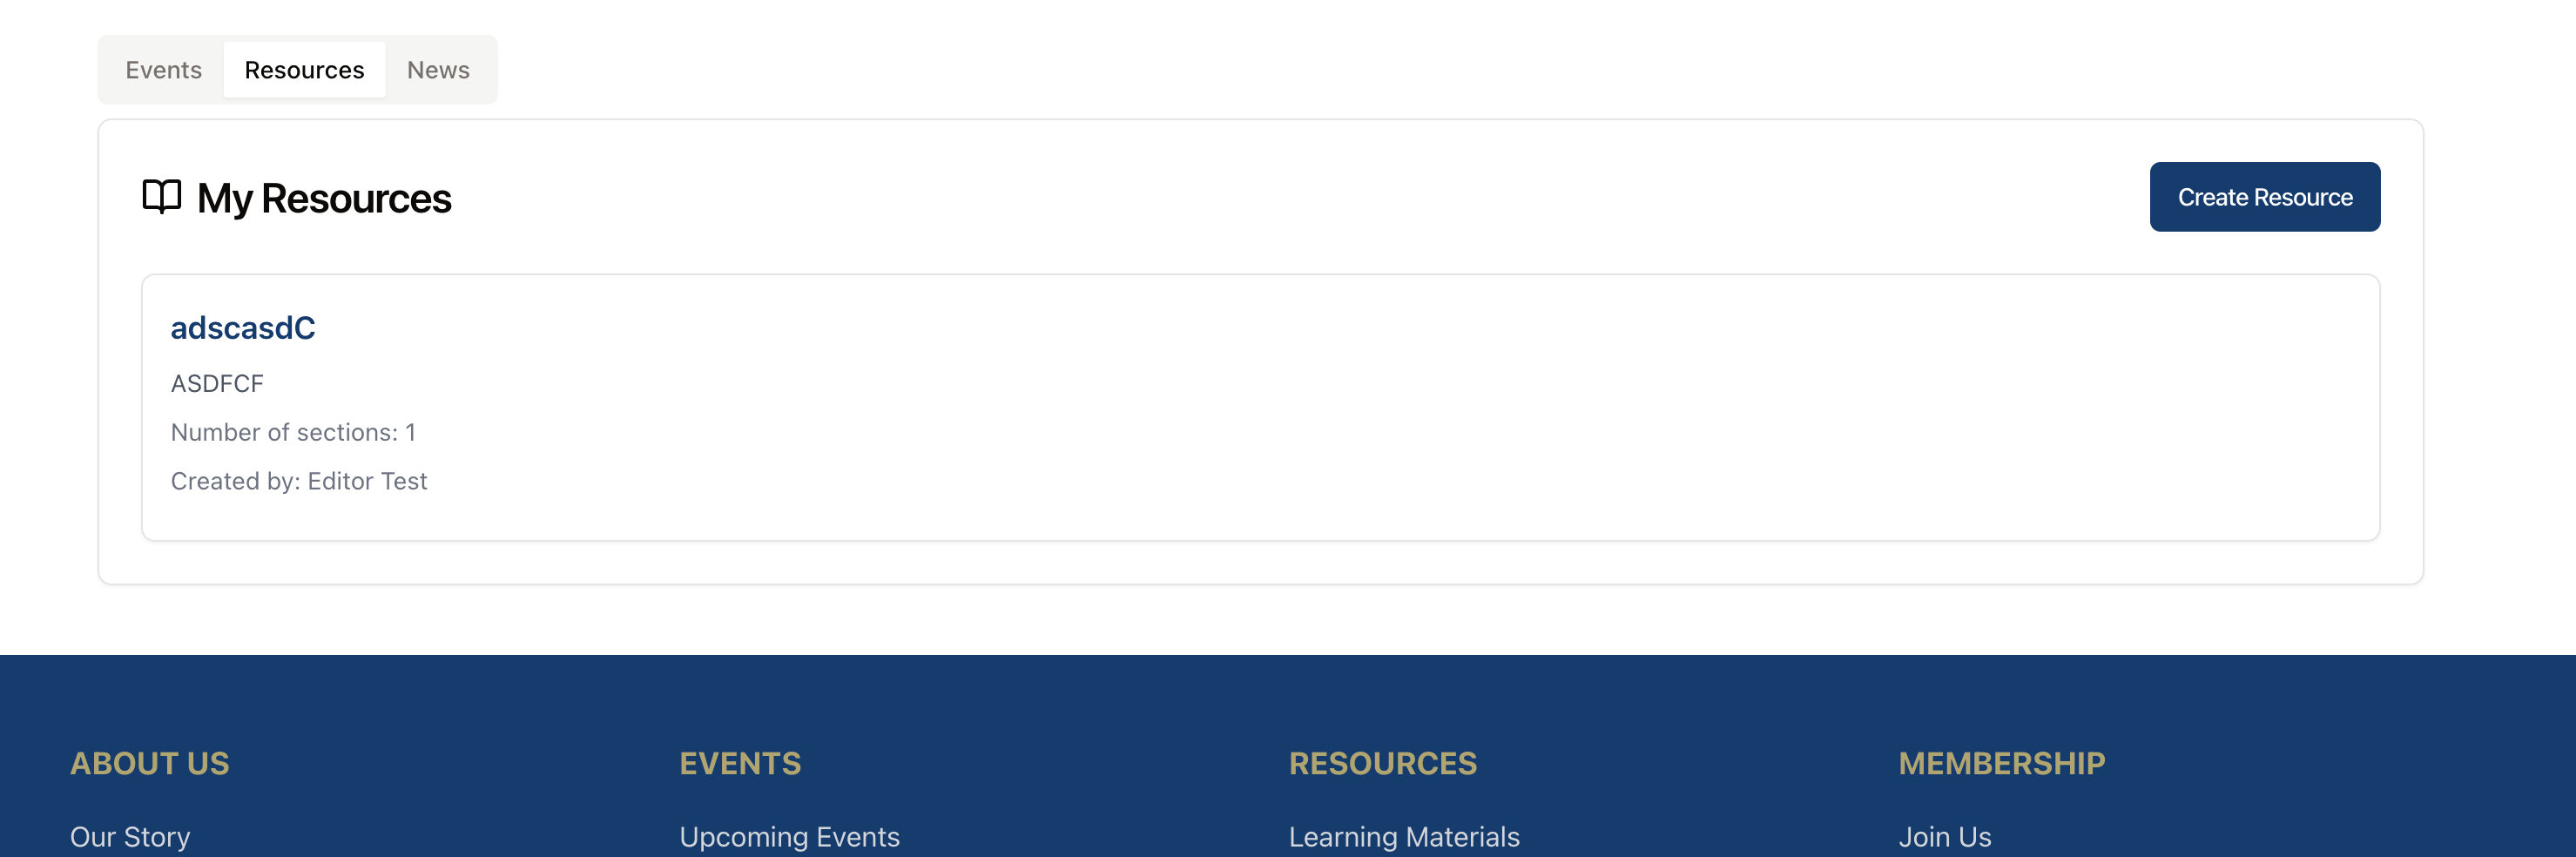 Events Resources News
My Resources
Create Resource
adscasdC
ASDFCF
Number of sections: 1
Created by: Editor Test
ABOUT US EVENTS RESOURCES MEMBERSHIP
Our Story Upcoming Events Learning Materials Join Us